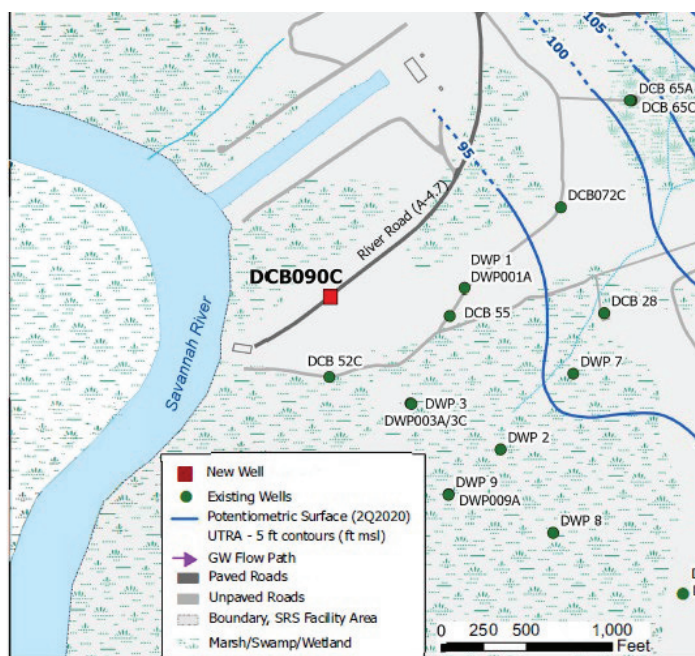 105
100
DCB 65A
DCB 65C
95
River Road (A-4.7)
DCB072C
DCB090C
DWP 1
DWP001A
DCB 55
DCB 28
Savannah River
DCB 52C
DWP 7
DWP 3
DWP003A/3C
DWP 2
DWP 9
DWP009A
DWP 8
New Well
Existing Wells
Potentiometric Surface (2Q2020)
UTRA - 5 ft contours (ft msl)
GW Flow Path
Paved Roads
Unpaved Roads
Boundary, SRS Facility Area
Marsh/Swamp/Wetland
0 250 500 1,000
Feet